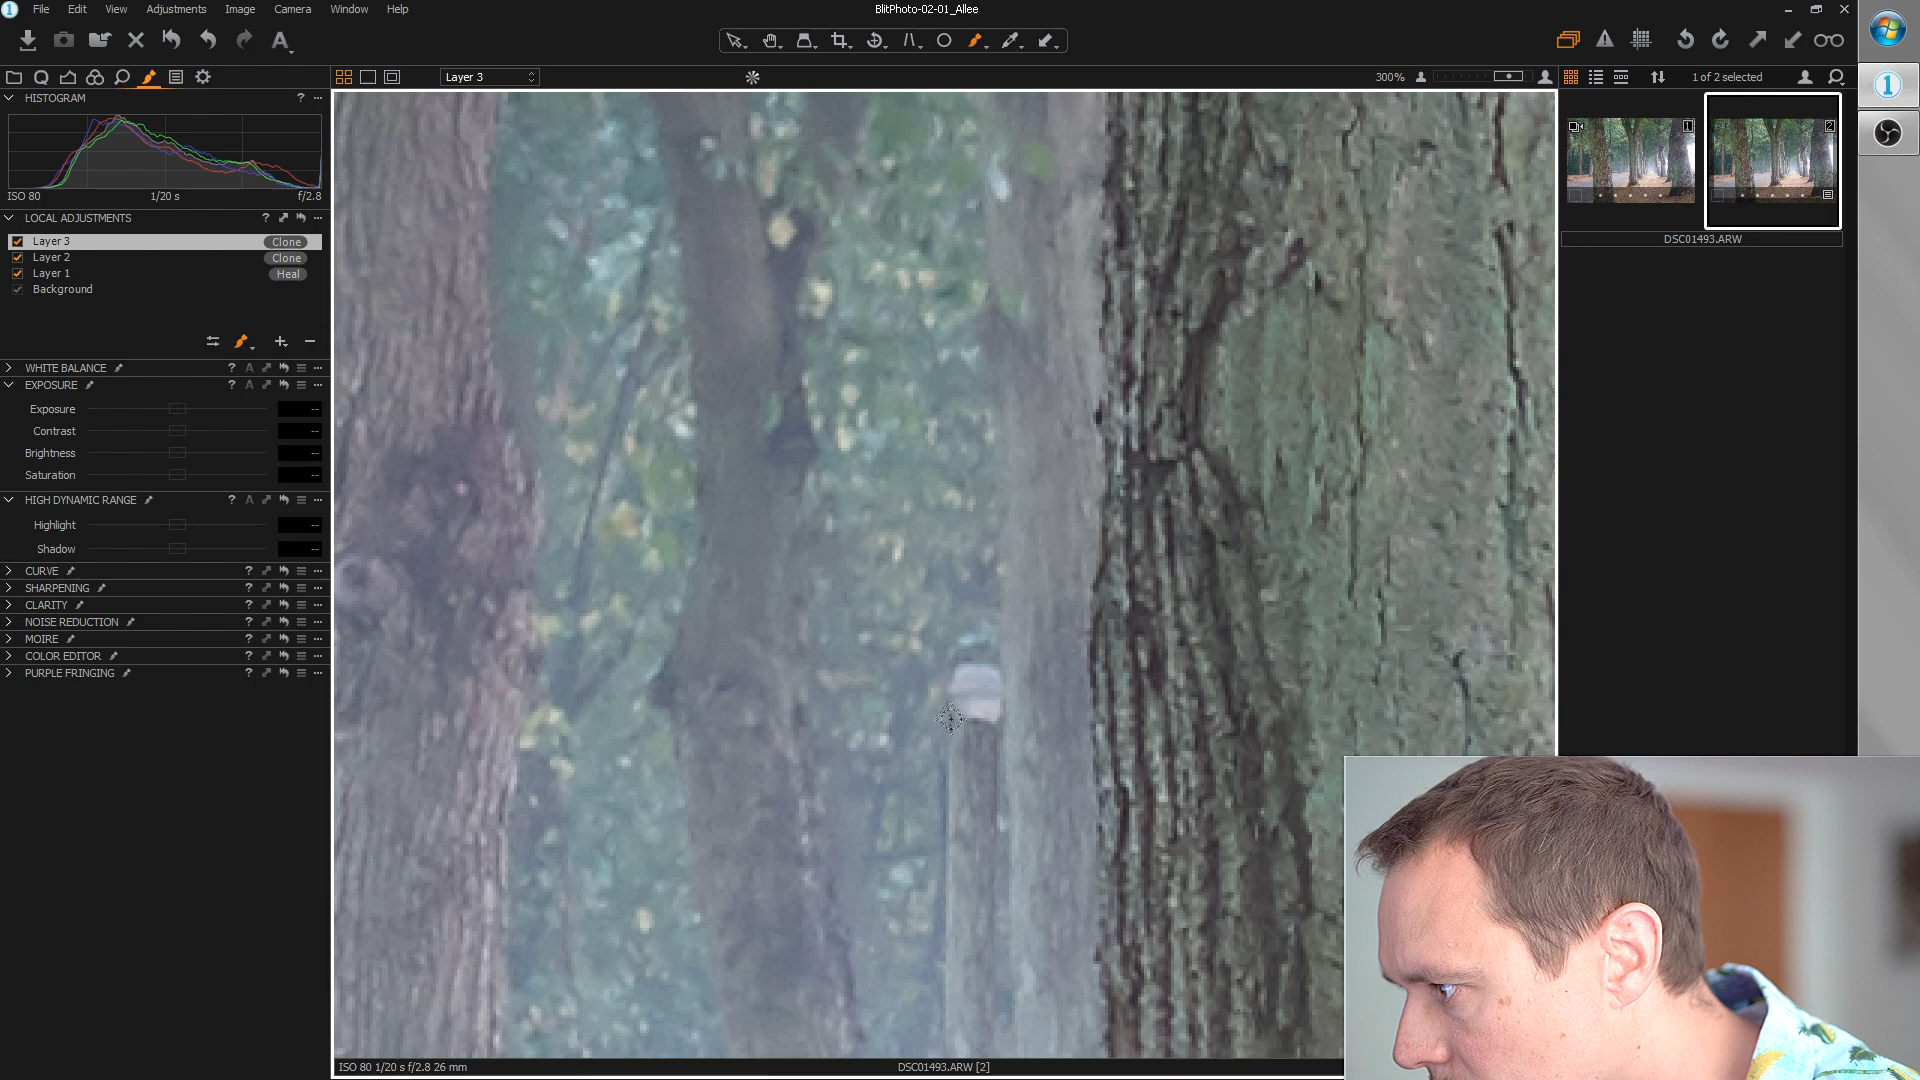 File Edit View Adjustments Image Camera Window Help
BlitPhoto-02-01_Allee
A
Layer 3
300%
1 of 2 selected
HISTOGRAM ? ...
ISO 80 1/20 s f/2.8
LOCAL ADJUSTMENTS ? ...
Layer 3 Clone
Layer 2 Clone
Layer 1 Heal
Background
WHITE BALANCE ? A ...
EXPOSURE ? A ...
Exposure --
Contrast --
Brightness --
Saturation --
HIGH DYNAMIC RANGE ? A ...
Highlight --
Shadow --
CURVE ? ...
SHARPENING ? ...
CLARITY ? ...
NOISE REDUCTION ? ...
MOIRE ? ...
COLOR EDITOR ? ...
PURPLE FRINGING ? ...
1
2
DSC01493.ARW
ISO 80 1/20 s f/2.8 26 mm
DSC01493.ARW [2]